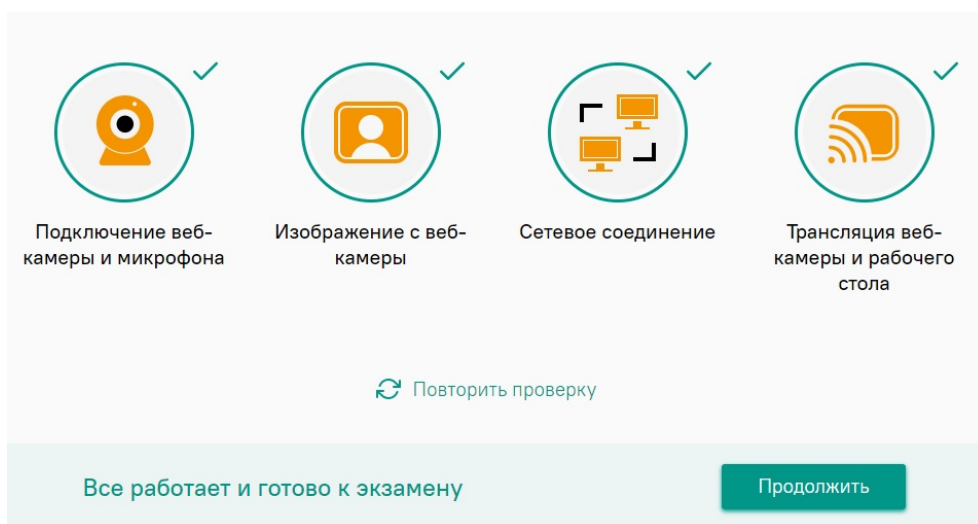 Подключение веб-
камеры и микрофона
Изображение с веб-
камеры
Сетевое соединение
Трансляция веб-
камеры и рабочего
стола
Повторить проверку
Все работает и готово к экзамену
Продолжить